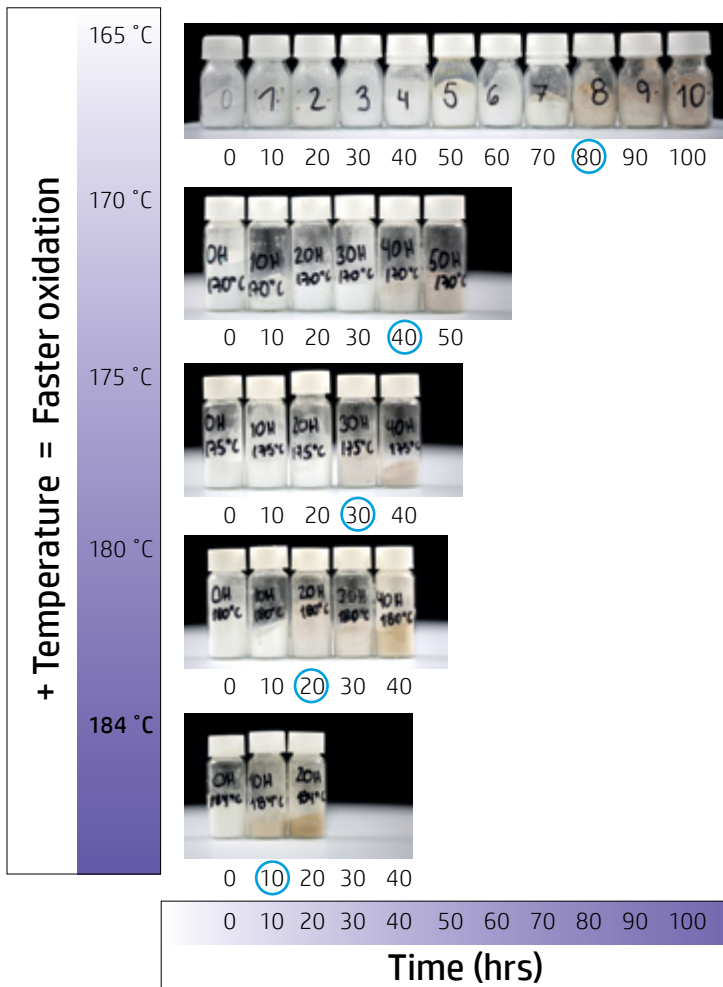 + Temperature = Faster oxidation
165 °C
0 1 2 3 4 5 6 7 8 9 10
0 10 20 30 40 50 60 70 80 90 100
170 °C
0H 10H 20H 30H 40H 50H
170°C 170°C 170°C 170°C 170°C 170°C
0 10 20 30 40 50
175 °C
0H 10H 20H 30H 40H
175°C 175°C 175°C 175°C 175°C
0 10 20 30 40
180 °C
0H 10H 20H 30H 40H
180°C 180°C 180°C 180°C 180°C
0 10 20 30 40
184 °C
0H 10H 20H
184°C 184°C 184°C
0 10 20 30 40
0 10 20 30 40 50 60 70 80 90 100
Time (hrs)